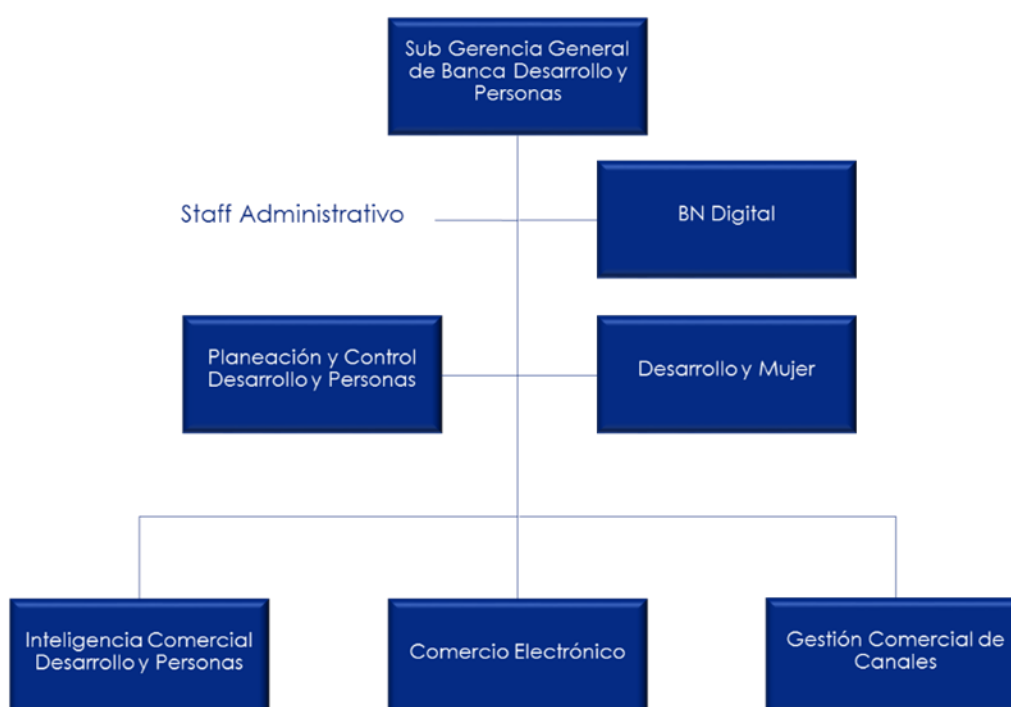 Sub Gerencia General
de Banca Desarrollo y
Personas
Staff Administrativo
BN Digital
Planeación y Control
Desarrollo y Personas
Desarrollo y Mujer
Inteligencia Comercial
Desarrollo y Personas
Comercio Electrónico
Gestión Comercial de
Canales